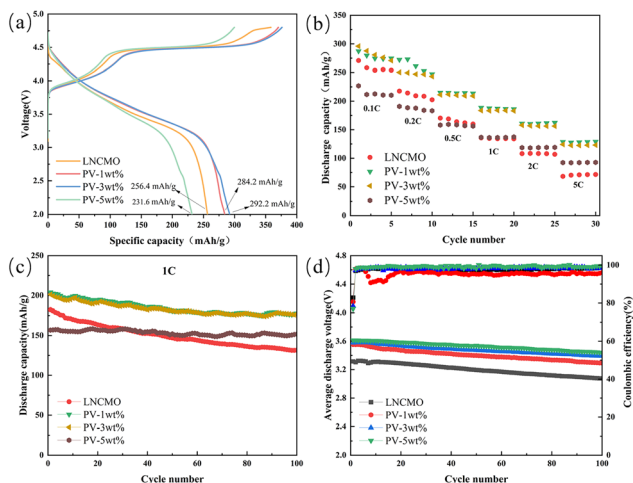 (a)
Voltage(V)
5.0
4.5
4.0
3.5
3.0
2.5
2.0
LNCMO
PV-1wt%
PV-3wt%
PV-5wt%
256.4 mAh/g
231.6 mAh/g
284.2 mAh/g
292.2 mAh/g
0 50 100 150 200 250 300 350 400
Specific capacity（mAh/g）
(b)
Discharge capacity （mAh/g）
350
300
250
200
150
100
50
0
0.1C
0.2C
0.5C
1C
2C
5C
LNCMO
PV-1wt%
PV-3wt%
PV-5wt%
0 5 10 15 20 25 30
Cycle number
(c)
1C
Discharge capacity(mAh/g)
250
200
150
100
50
0
LNCMO
PV-1wt%
PV-3wt%
PV-5wt%
0 20 40 60 80 100
Cycle number
(d)
Average discharge voltage(V)
4.8
4.4
4.0
3.6
3.2
2.8
2.4
LNCMO
PV-1wt%
PV-3wt%
PV-5wt%
0 20 40 60 80 100
Cycle number
100
80
60
40
20
0
Coulombic efficiency(%)